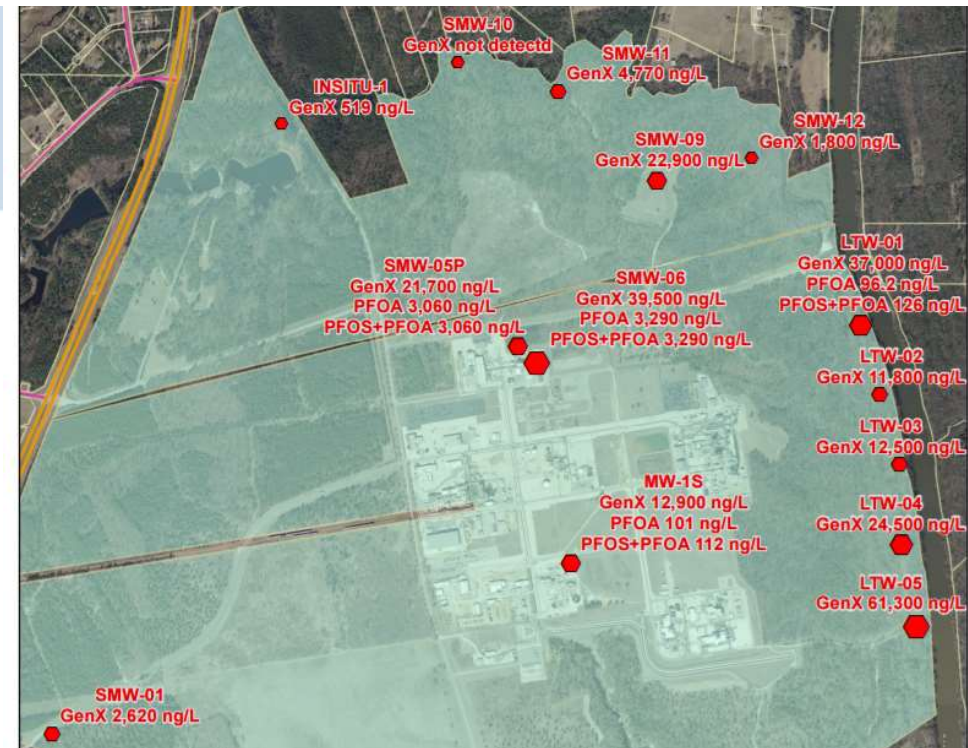 SMW-10
GenX not detectd
SMW-11
GenX 4,770 ng/L
INSITU-1
GenX 519 ng/L
SMW-12
GenX 1,800 ng/L
SMW-09
GenX 22,900 ng/L
LTW-01
GenX 37,000 ng/L
PFOA 96.2 ng/L
PFOS+PFOA 126 ng/L
SMW-05P
GenX 21,700 ng/L
PFOA 3,060 ng/L
PFOS+PFOA 3,060 ng/L
SMW-06
GenX 39,500 ng/L
PFOA 3,290 ng/L
PFOS+PFOA 3,290 ng/L
LTW-02
GenX 11,800 ng/L
LTW-03
GenX 12,500 ng/L
MW-1S
GenX 12,900 ng/L
PFOA 101 ng/L
PFOS+PFOA 112 ng/L
LTW-04
GenX 24,500 ng/L
LTW-05
GenX 61,300 ng/L
SMW-01
GenX 2,620 ng/L